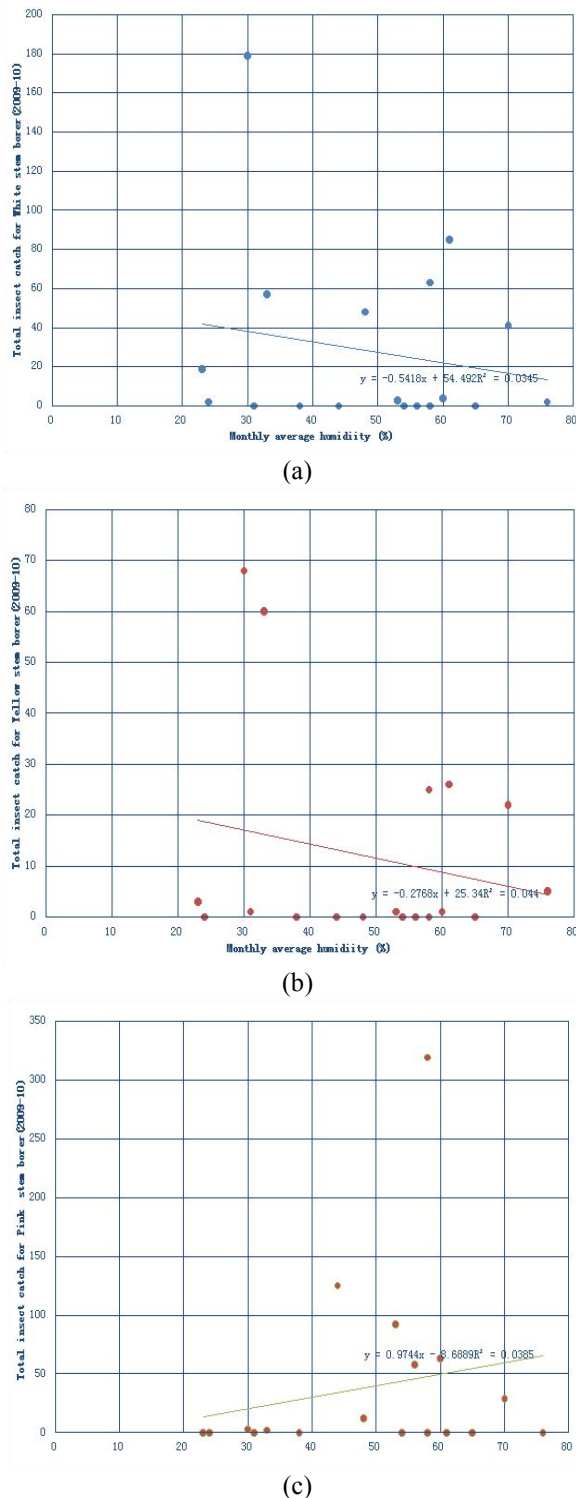 200
180
160
140
120
100
80
60
40
20
0
Total insect catch for White stem borer(2009-10)
y = -0.5418x + 54.492R² = 0.0345
0 10 20 30 40 50 60 70 80
Monthly average humidiity (%)
(a)
80
70
60
50
40
30
20
10
0
Total insect catch for Yellow stem borer(2009-10)
y = -0.2768x + 25.34R² = 0.044
0 10 20 30 40 50 60 70 80
Monthly average humidiity (%)
(b)
350
300
250
200
150
100
50
0
Total insect catch for Pink stem borer(2009-10)
y = 0.9744x - 8.6889R² = 0.0385
0 10 20 30 40 50 60 70 80
(c)